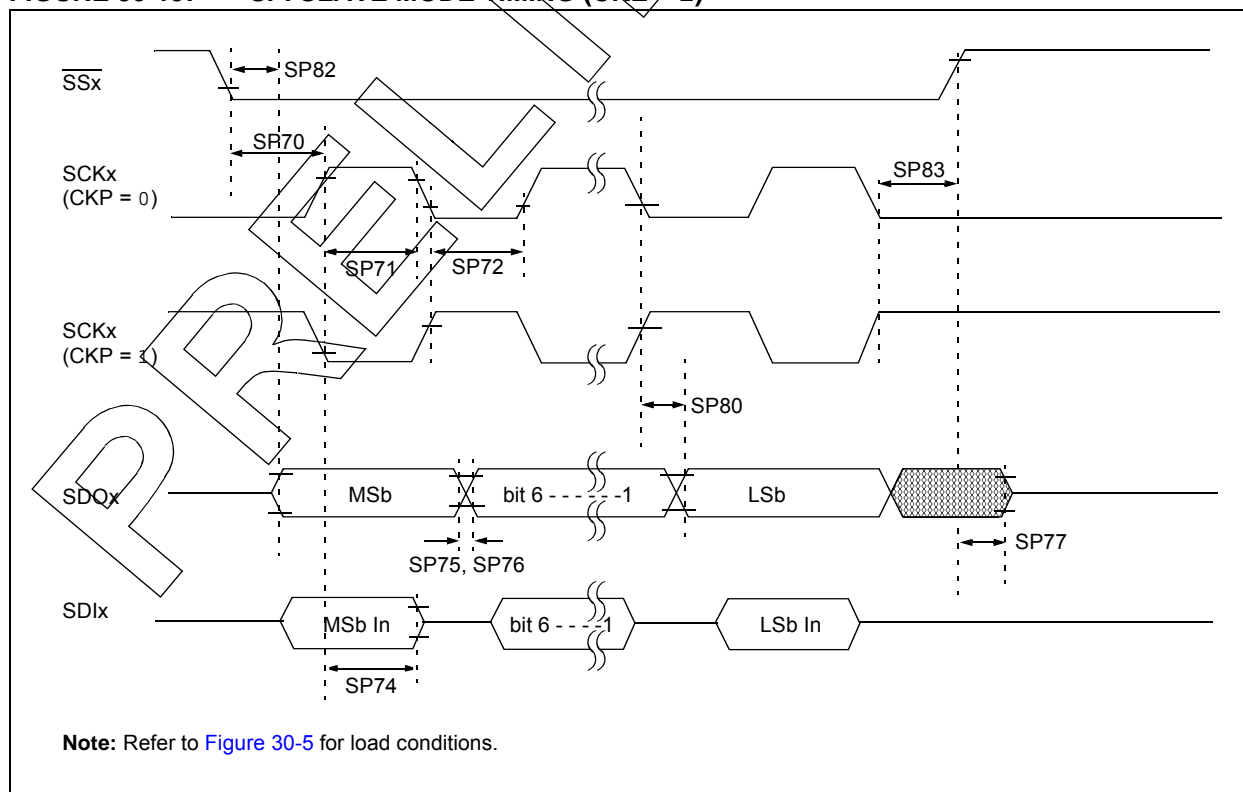 SSx
SP82
SP70
SCKx
(CKP = 0)
SP83
SP71
SP72
SCKx
(CKP = 1)
SP80
SDOx
MSb
bit 6 - - - - - -1
LSb
SP75, SP76
SP77
SDIx
MSb In
bit 6 - - - -1
LSb In
SP74
Note: Refer to Figure 30-5 for load conditions.
PREL